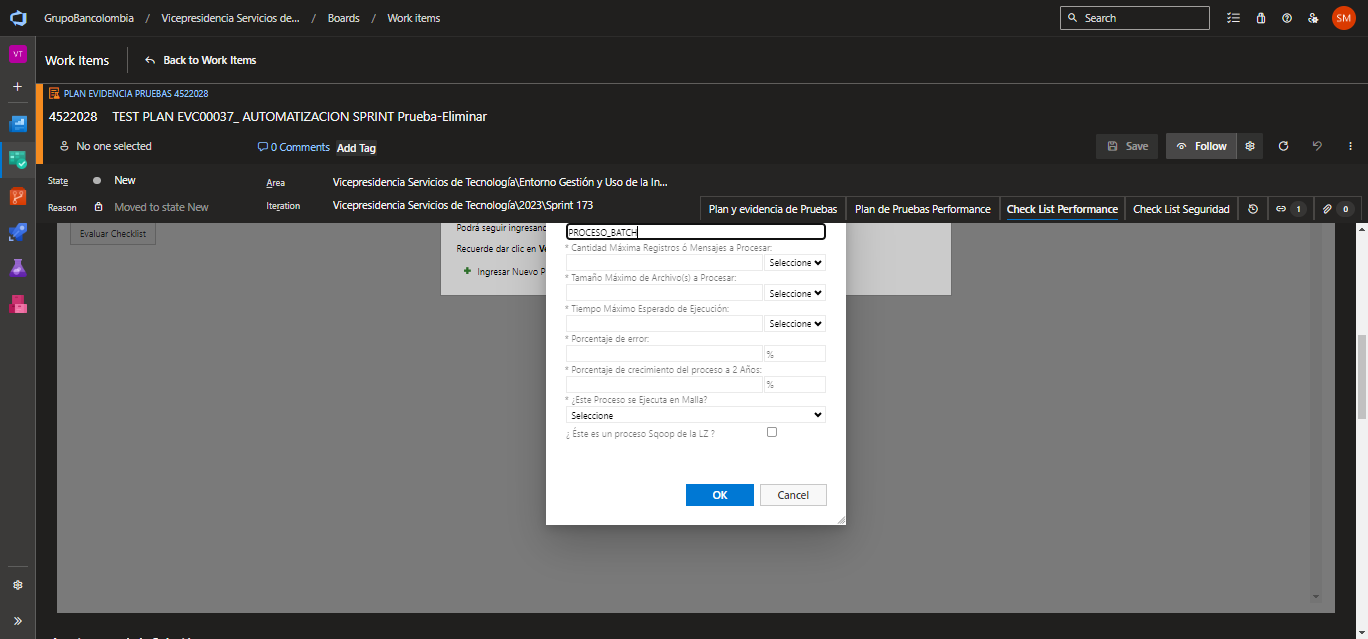 GrupoBancolombia / Vicepresidencia Servicios de... / Boards / Work items
Search
SM
VT
Work Items
Back to Work Items
PLAN EVIDENCIA PRUEBAS 4522028
4522028 TEST PLAN EVC00037_ AUTOMATIZACION SPRINT Prueba-Eliminar
No one selected
0 Comments
Add Tag
Save
Follow
State
New
Area
Vicepresidencia Servicios de Tecnología\Entorno Gestión y Uso de la In...
Reason
Moved to state New
Iteration
Vicepresidencia Servicios de Tecnología\2023\Sprint 173
Plan y evidencia de Pruebas
Plan de Pruebas Performance
Check List Performance
Check List Seguridad
1
0
Evaluar Checklist
Podrá seguir ingresand
Recuerde dar clic en Ve
Ingresar Nuevo P
PROCESO_BATCH
* Cantidad Máxima Registros ó Mensajes a Procesar:
Seleccione
* Tamaño Máximo de Archivo(s) a Procesar:
Seleccione
* Tiempo Máximo Esperado de Ejecución:
Seleccione
* Porcentaje de error:
%
* Porcentaje de crecimiento del proceso a 2 Años:
%
* ¿Este Proceso se Ejecuta en Malla?
Seleccione
¿ Éste es un proceso Sqoop de la LZ ?
OK
Cancel